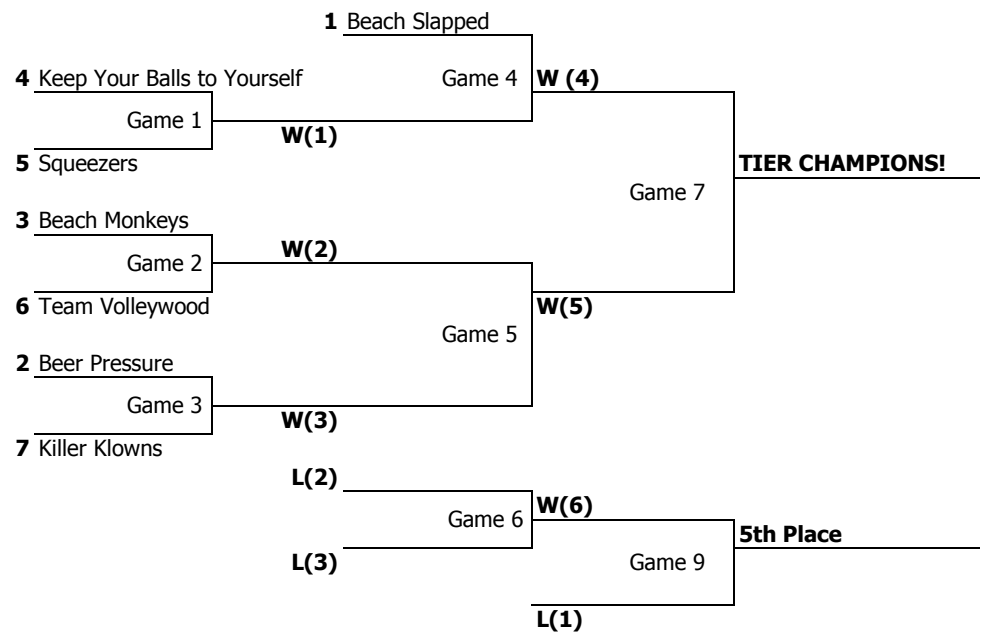 1 Beach Slapped
4 Keep Your Balls to Yourself
Game 4
W (4)
Game 1
W(1)
5 Squeezers
TIER CHAMPIONS!
Game 7
3 Beach Monkeys
W(2)
Game 2
6 Team Volleywood
W(5)
Game 5
2 Beer Pressure
Game 3
W(3)
7 Killer Klowns
L(2)
W(6)
Game 6
5th Place
L(3)
Game 9
L(1)